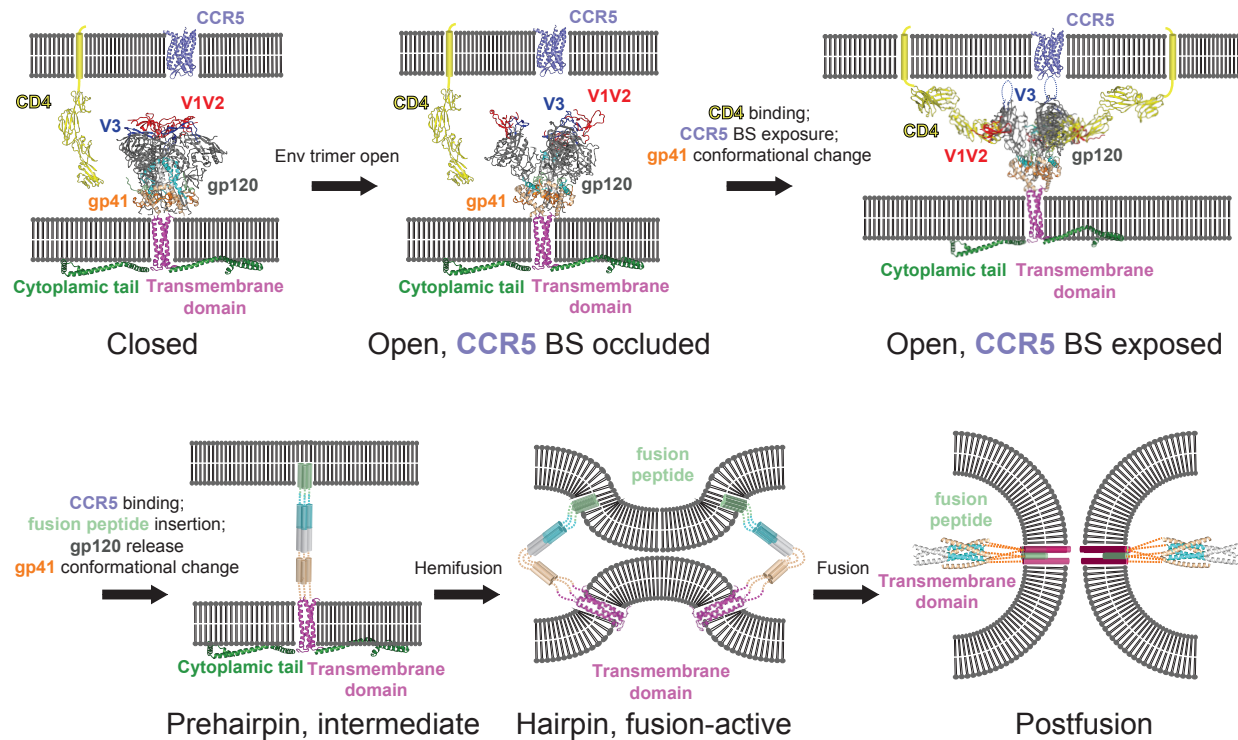 CCR5
CD4
V1V2
V3
gp120
gp41
Cytoplamic tail
Transmembrane
domain
Closed
Env trimer open
CCR5
CD4
V1V2
V3
gp120
gp41
Cytoplamic tail
Transmembrane
domain
Open, CCR5 BS occluded
CD4 binding;
CCR5 BS exposure;
gp41 conformational change
CCR5
V3
CD4
V1V2
gp120
gp41
Cytoplamic tail
Transmembrane
domain
Open, CCR5 BS exposed
CCR5 binding;
fusion peptide insertion;
gp120 release
gp41 conformational change
Cytoplamic tail
Transmembrane
domain
Prehairpin, intermediate
Hemifusion
fusion
peptide
Transmembrane
domain
Hairpin, fusion-active
Fusion
fusion
peptide
Transmembrane
domain
Postfusion